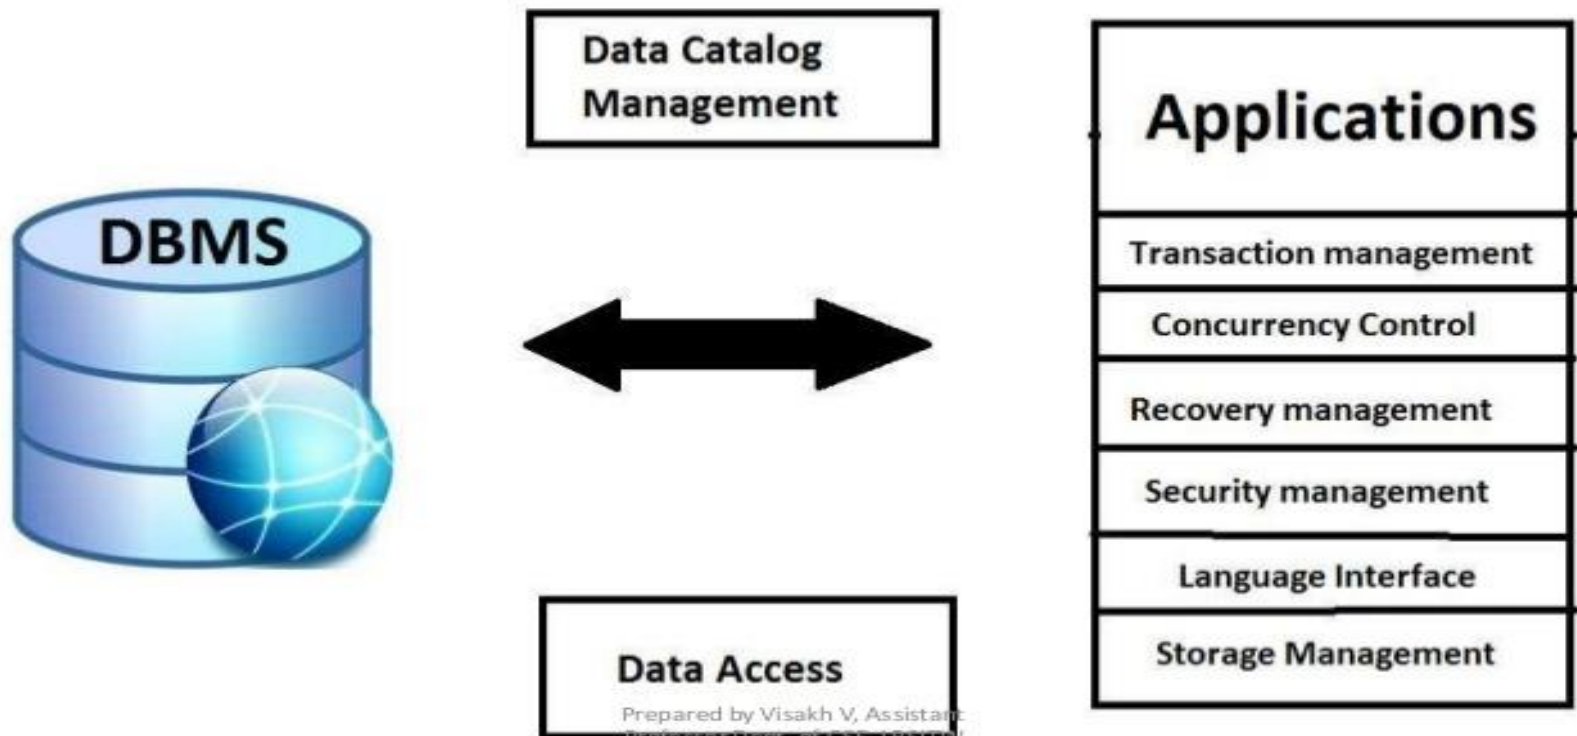 Data Catalog
Management
DBMS
Applications
Transaction management
Concurrency Control
Recovery management
Security management
Language Interface
Storage Management
Data Access
Prepared by Visakh V, Assistant